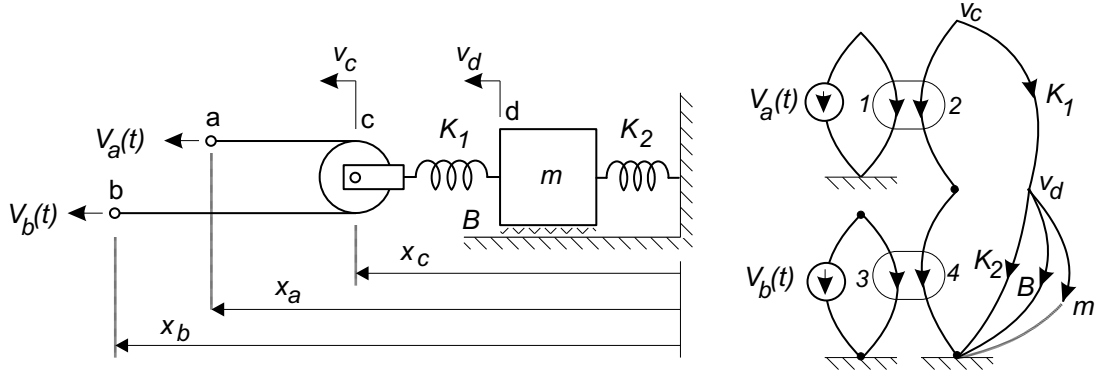 v_c
v_d
a
c
d
K_1
K_2
V_a(t)
b
m
V_b(t)
B
x_c
x_a
x_b
v_c
V_a(t)
1
2
K_1
v_d
V_b(t)
3
4
K_2
B
m